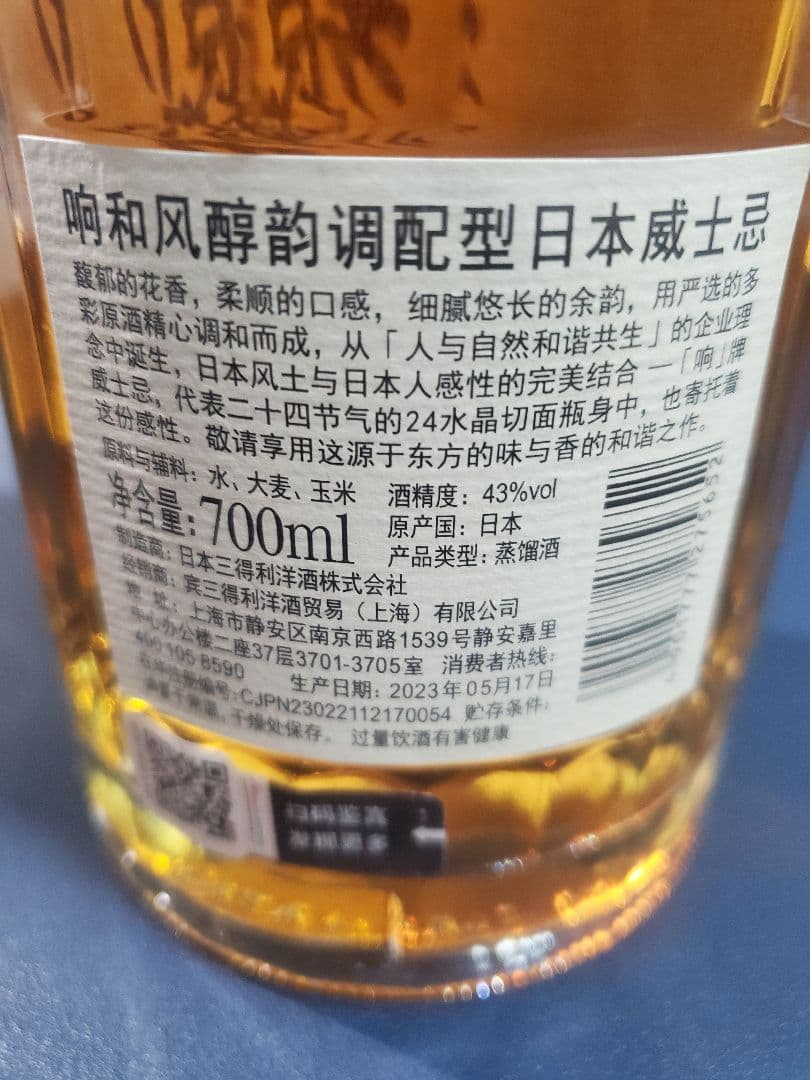 响和风醇韵调配型日本威士忌
馥郁的花香，柔顺的口感，细腻悠长的余韵，用严选的多
彩原酒精心调和而成，从「人与自然和谐共生」的企业理
念中诞生，日本风土与日本人感性的完美结合 —「响」牌
威士忌，代表二十四节气的24水晶切面瓶身中，也寄托着
这份感性。敬请享用这源于东方的味与香的和谐之作。
原料与辅料：水、大麦、玉米
酒精度：43%vol
净含量：700ml
原产国：日本
产品类型：蒸馏酒
制造商：日本三得利洋酒株式会社
经销商：宾三得利洋酒贸易（上海）有限公司
地 址：上海市静安区南京西路1539号静安嘉里
中心办公楼二座37层3701-3705室 消费者热线：
400 105 8590 生产日期：2023年05月17日
在华注册编号：CJPN23022112170054 贮存条件：
干燥处保存。 过量饮酒有害健康
扫码鉴真
发现更多